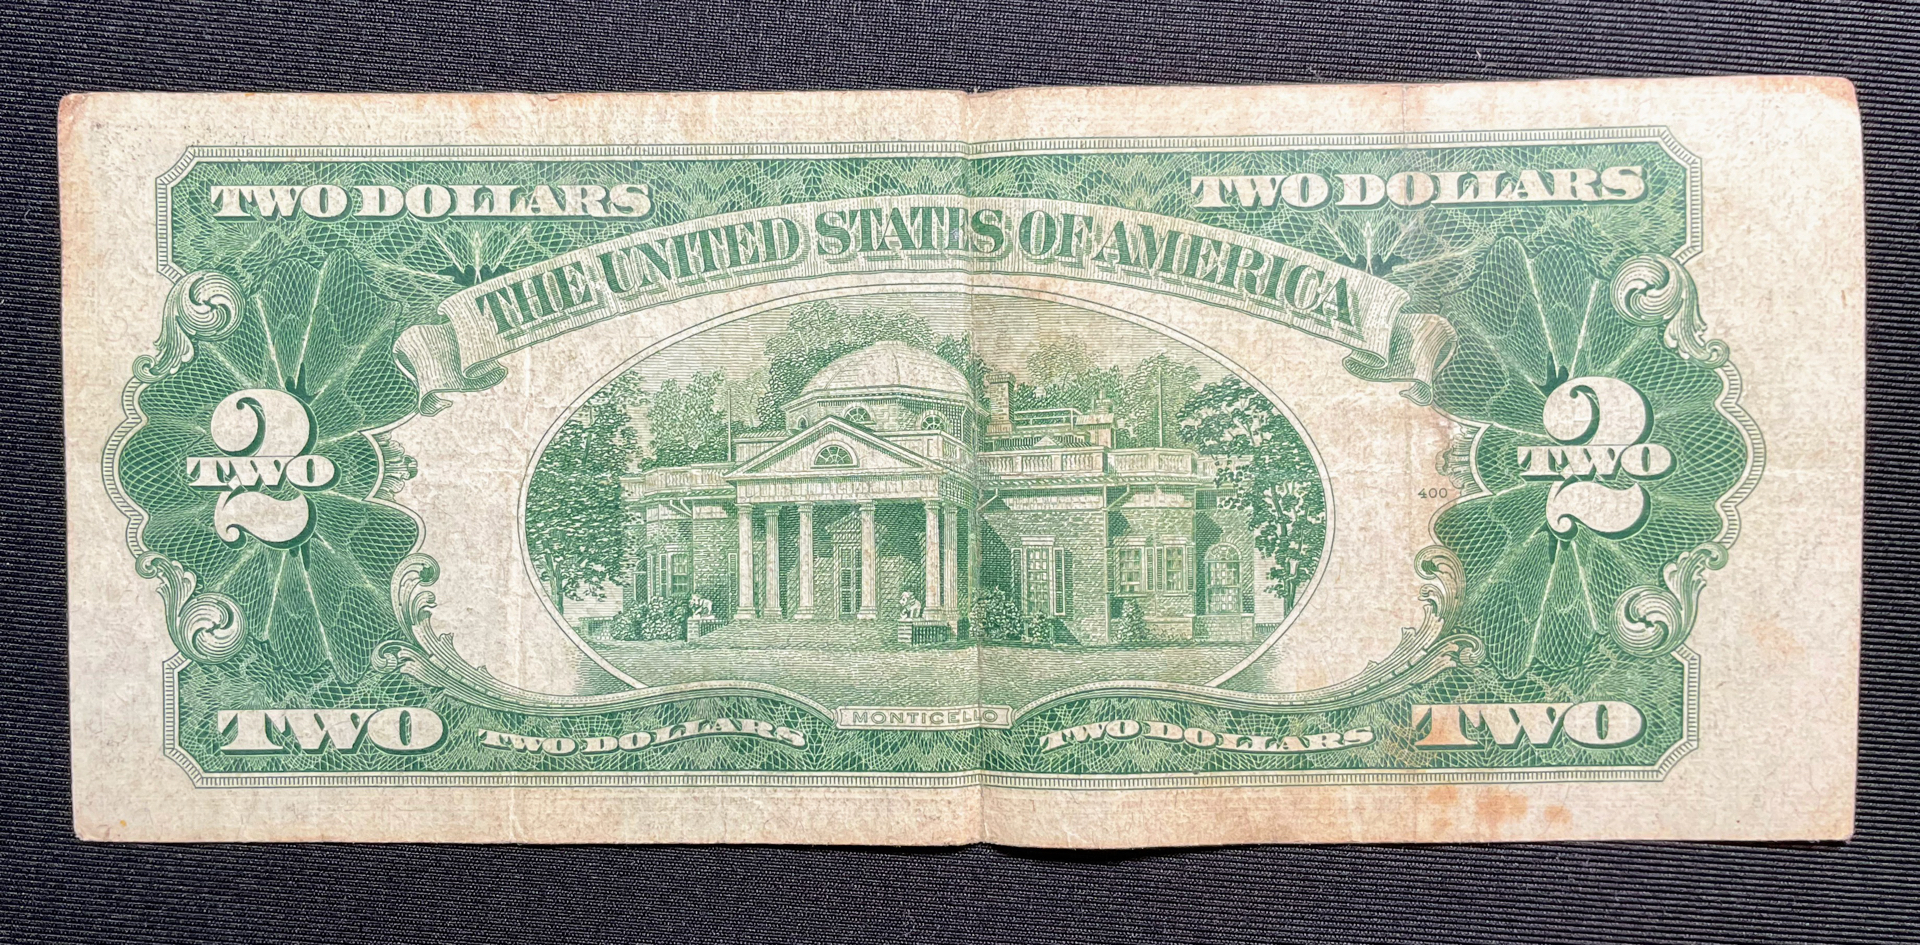 TWO DOLLARS TWO DOLLARS
THE UNITED STATES OF AMERICA
2 TWO 2 TWO
400
TWO TWO DOLLARS MONTICELLO TWO DOLLARS TWO